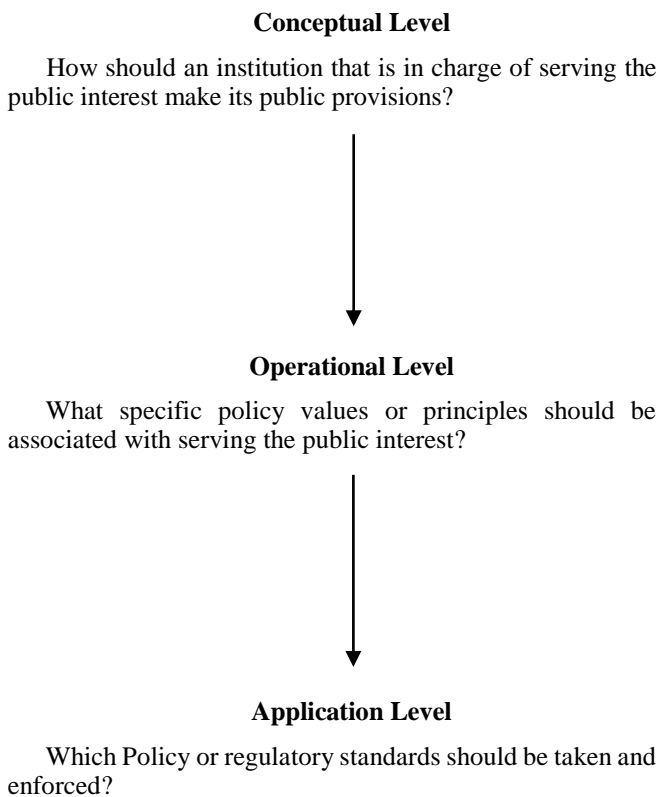 Conceptual Level
How should an institution that is in charge of serving the
public interest make its public provisions?
Operational Level
What specific policy values or principles should be
associated with serving the public interest?
Application Level
Which Policy or regulatory standards should be taken and
enforced?